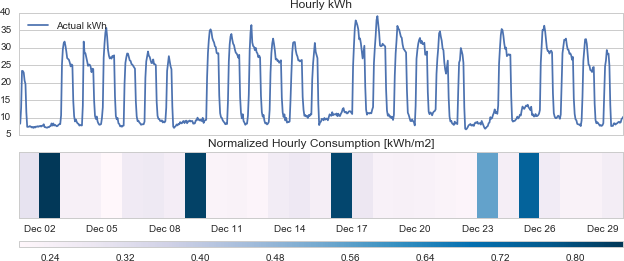 Hourly kWh
Actual kWh
40
35
30
25
20
15
10
5
Normalized Hourly Consumption [kWh/m2]
Dec 02 Dec 05 Dec 08 Dec 11 Dec 14 Dec 17 Dec 20 Dec 23 Dec 26 Dec 29
0.24 0.32 0.40 0.48 0.56 0.64 0.72 0.80